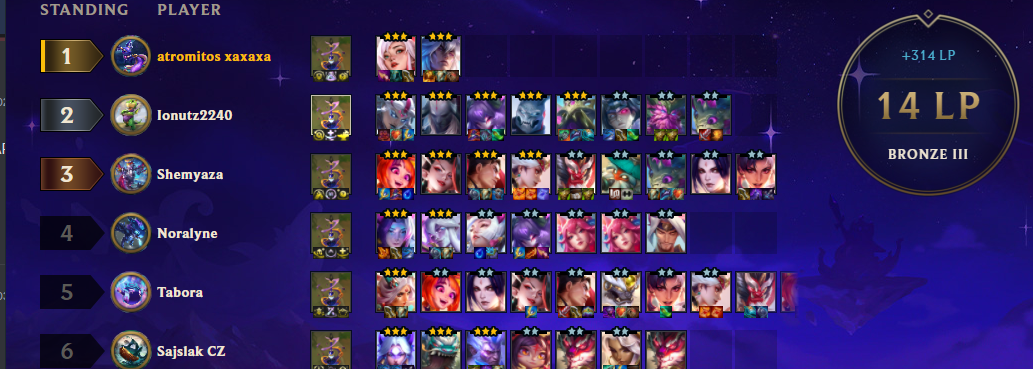 STANDING PLAYER
1 atromitos xaxaxa
2 Ionutz2240
3 Shemyaza
4 Noralyne
5 Tabora
6 Sajslak CZ
+314 LP
14 LP
BRONZE III